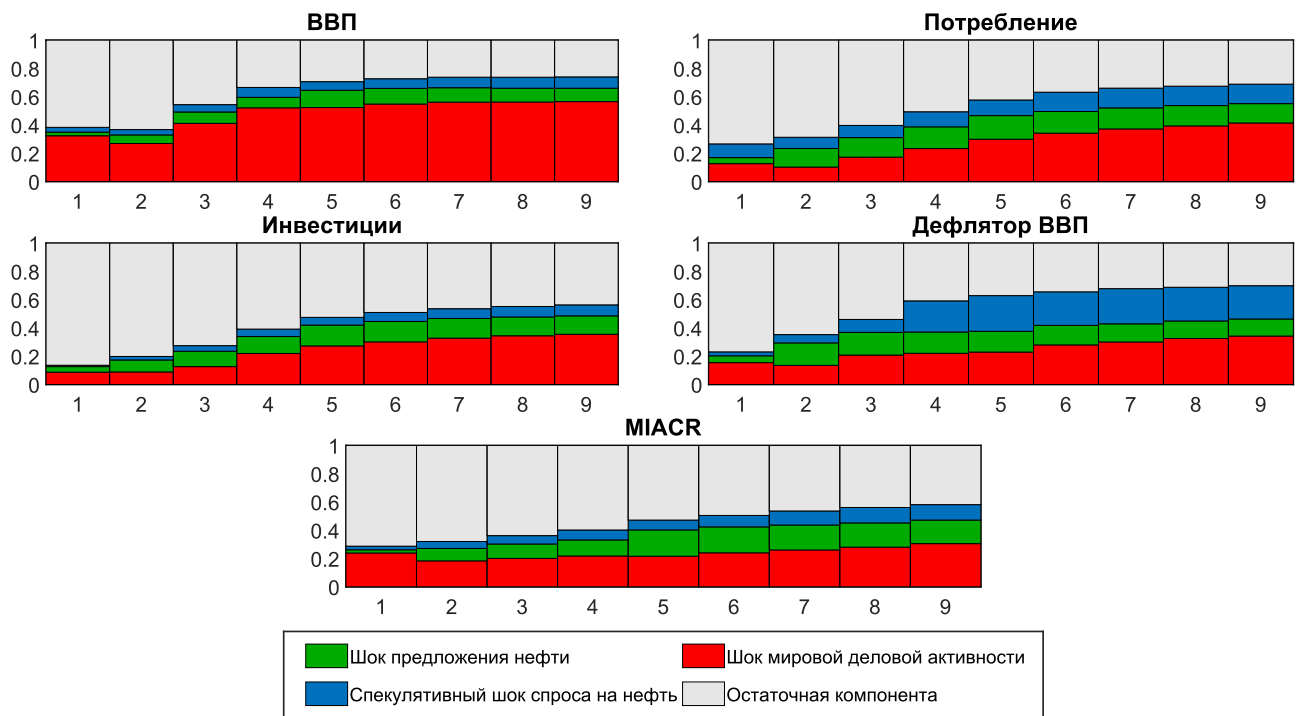 ВВП
1
0.8
0.6
0.4
0.2
0
1 2 3 4 5 6 7 8 9
Потребление
1
0.8
0.6
0.4
0.2
0
1 2 3 4 5 6 7 8 9
Инвестиции
1
0.8
0.6
0.4
0.2
0
1 2 3 4 5 6 7 8 9
Дефлятор ВВП
1
0.8
0.6
0.4
0.2
0
1 2 3 4 5 6 7 8 9
MIACR
1
0.8
0.6
0.4
0.2
0
1 2 3 4 5 6 7 8 9
Шок предложения нефти
Шок мировой деловой активности
Спекулятивный шок спроса на нефть
Остаточная компонента